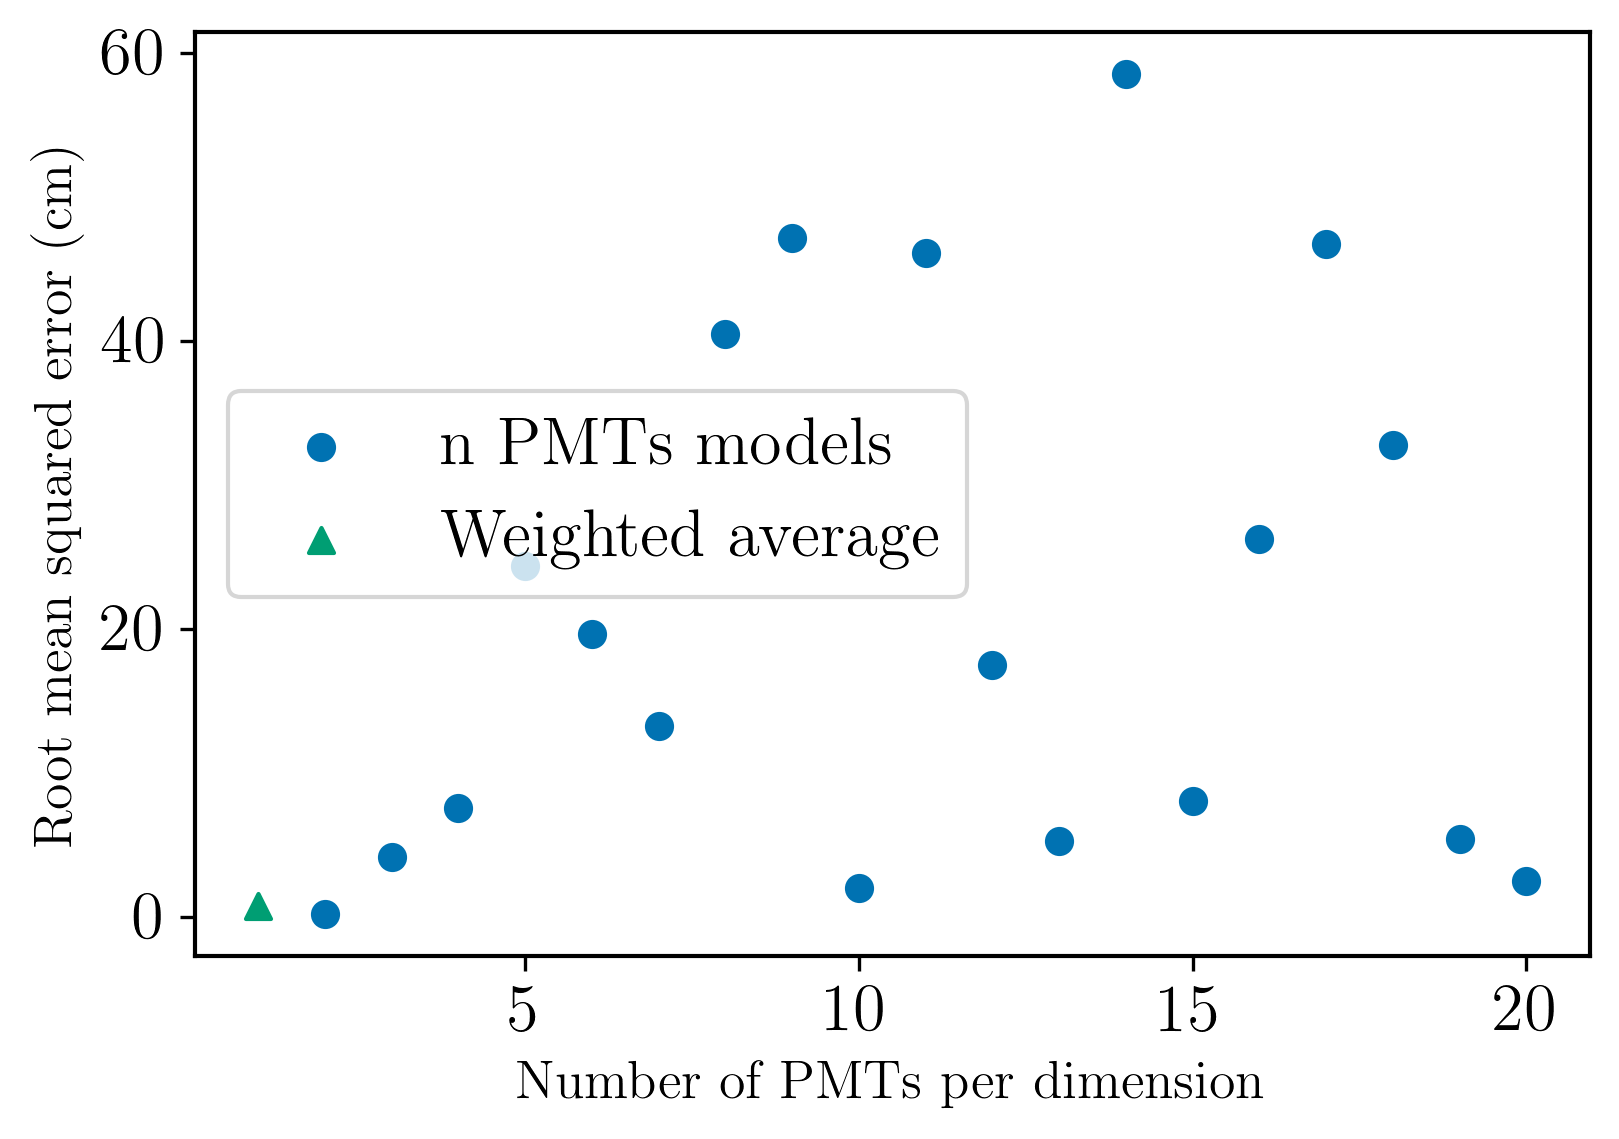 60
40
20
0
Root mean squared error (cm)
n PMTs models
Weighted average
5 10 15 20
Number of PMTs per dimension